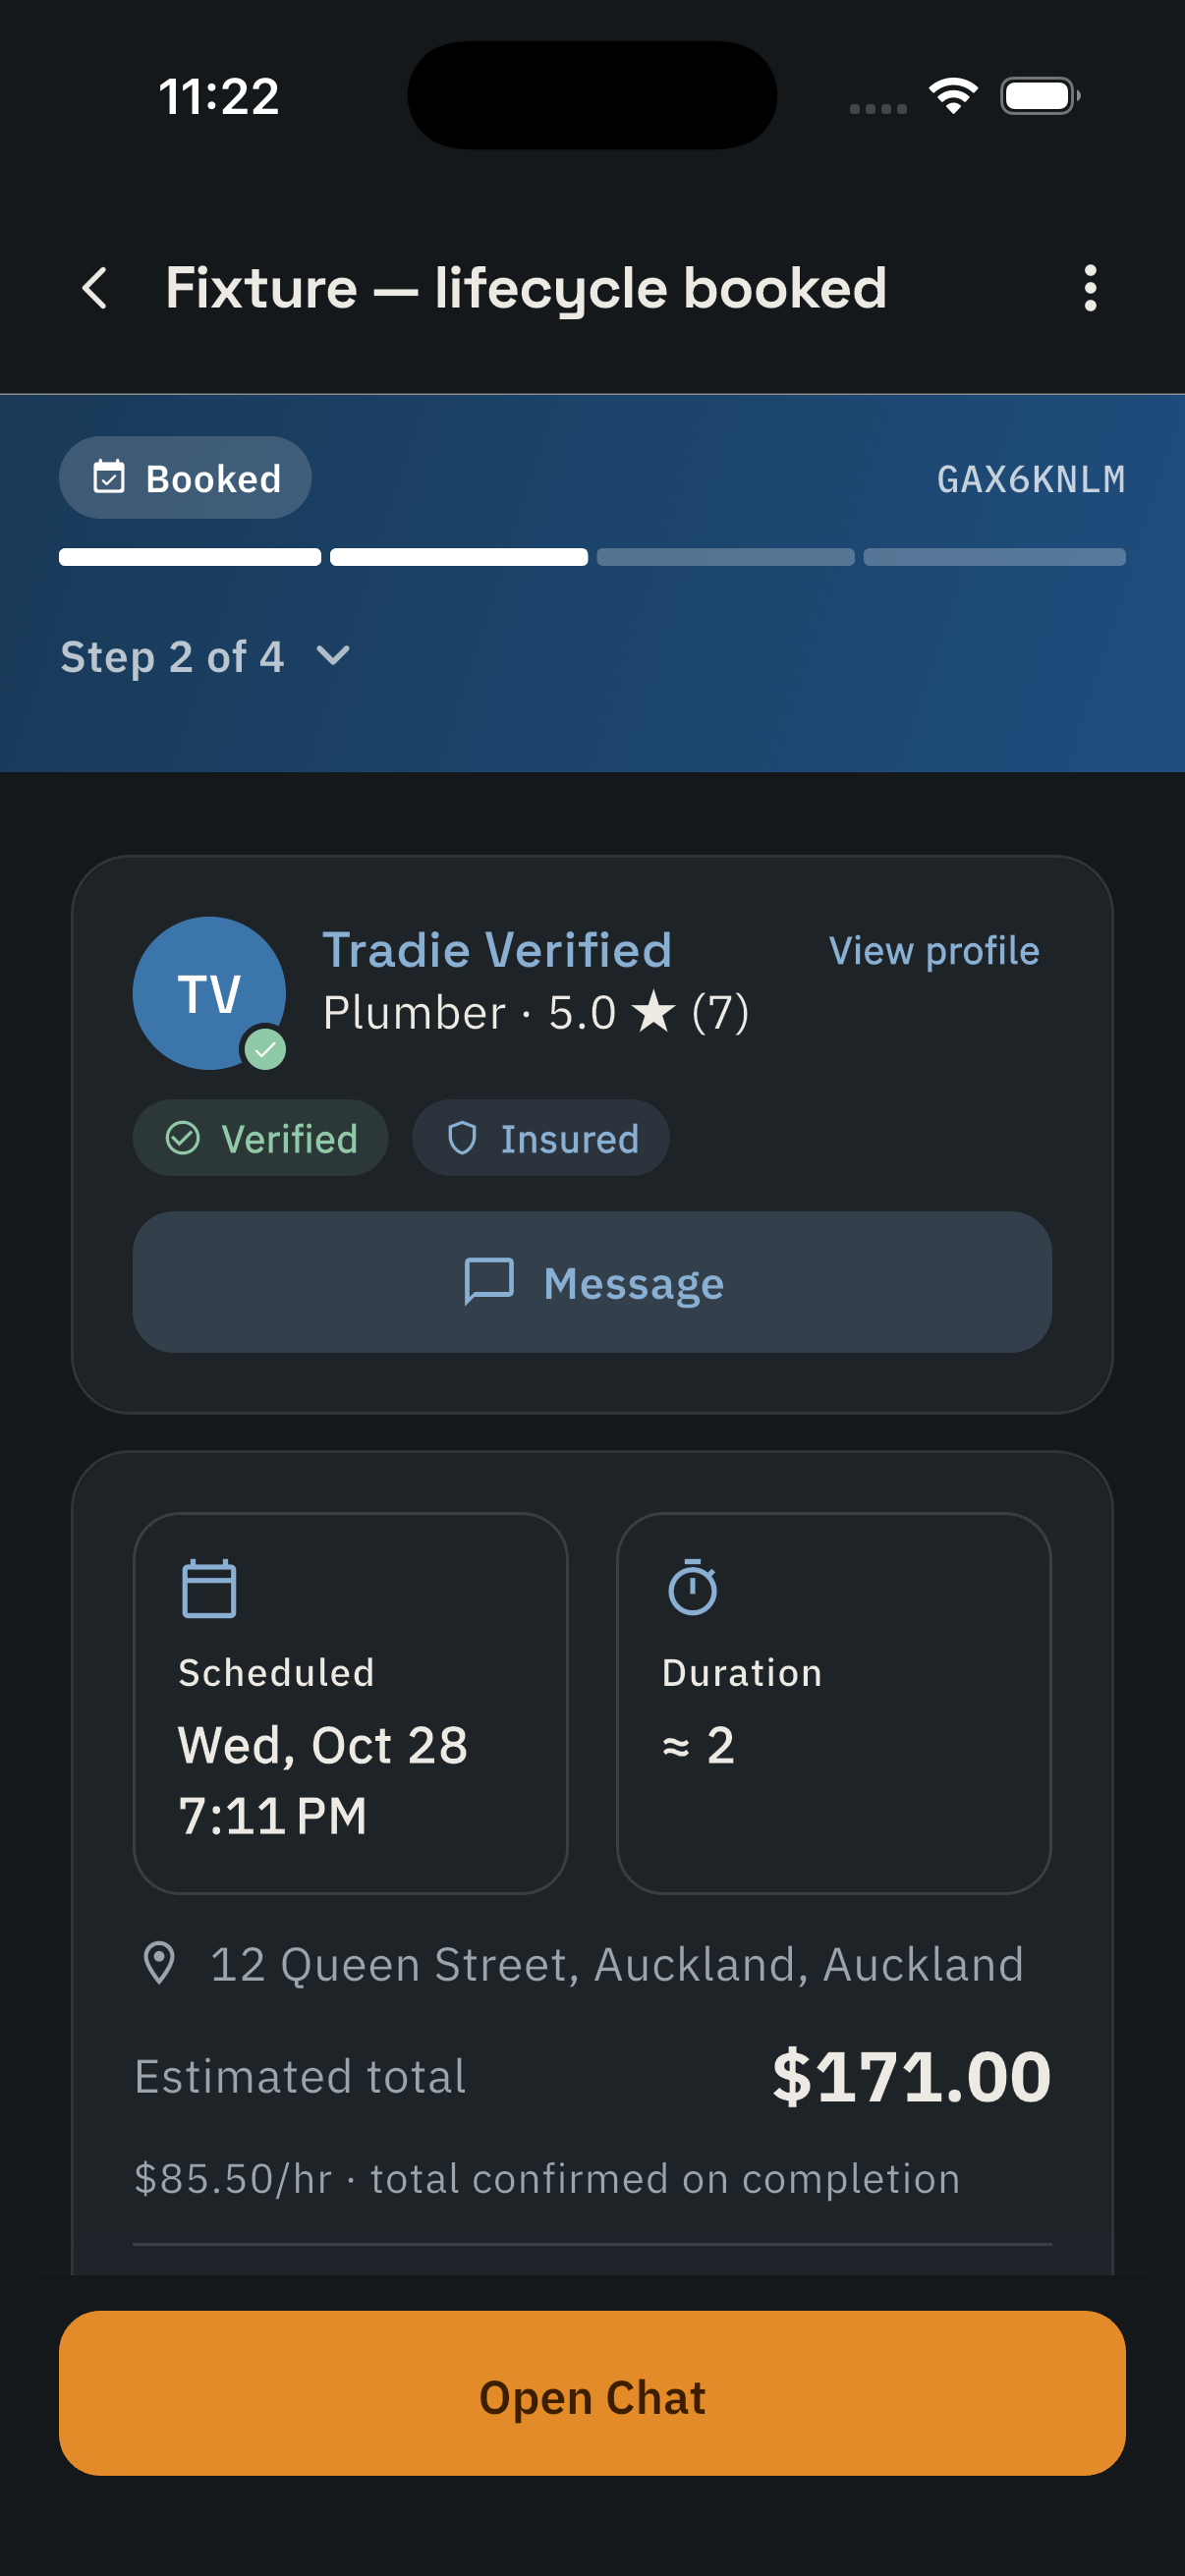 11:22
Fixture — lifecycle booked
Booked
GAX6KNLM
Step 2 of 4
TV
Tradie Verified
View profile
Plumber · 5.0 ★ (7)
Verified
Insured
Message
Scheduled
Wed, Oct 28
7:11 PM
Duration
≈ 2
12 Queen Street, Auckland, Auckland
Estimated total
$171.00
$85.50/hr · total confirmed on completion
Open Chat